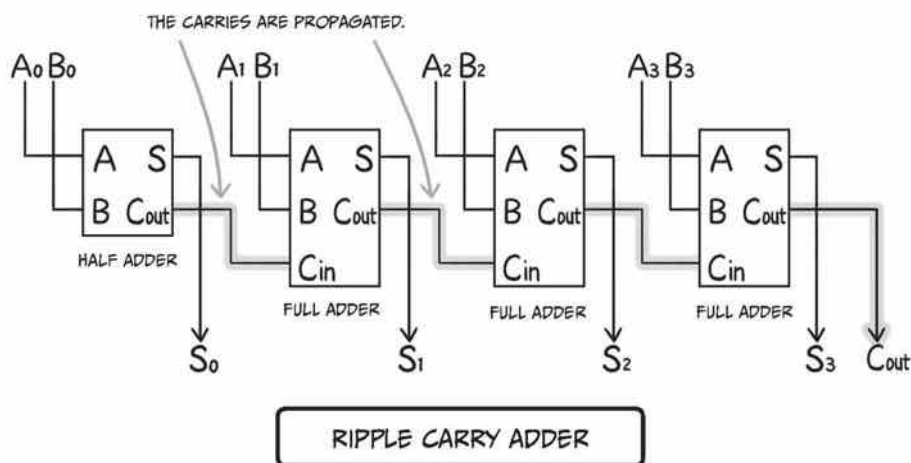 THE CARRIES ARE PROPAGATED.
A0 B0 A1 B1 A2 B2 A3 B3
A S A S A S A S
B Cout B Cout B Cout B Cout
Cin Cin Cin
HALF ADDER FULL ADDER FULL ADDER FULL ADDER
S0 S1 S2 S3 Cout
RIPPLE CARRY ADDER